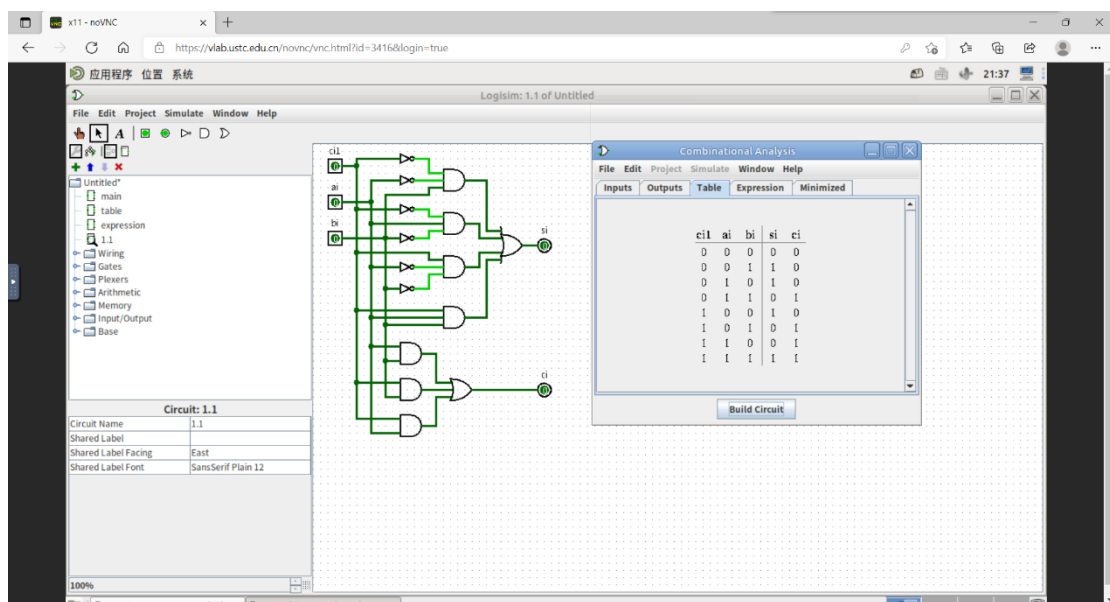 x11 - noVNC
https://vlab.ustc.edu.cn/novnc/vnc.html?id=3416&login=true
应用程序 位置 系统
21:37
Logisim: 1.1 of Untitled
File Edit Project Simulate Window Help
Untitled*
main
table
expression
1.1
Wiring
Gates
Plexers
Arithmetic
Memory
Input/Output
Base
Circuit: 1.1
Circuit Name 1.1
Shared Label
Shared Label Facing East
Shared Label Font SansSerif Plain 12
100%
ci1
ai
bi
si
ci
Combinational Analysis
File Edit Project Simulate Window Help
Inputs Outputs Table Expression Minimized
ci1 ai bi si ci
0 0 0 0 0
0 0 1 1 0
0 1 0 1 0
0 1 1 0 1
1 0 0 1 0
1 0 1 0 1
1 1 0 0 1
1 1 1 1 1
Build Circuit